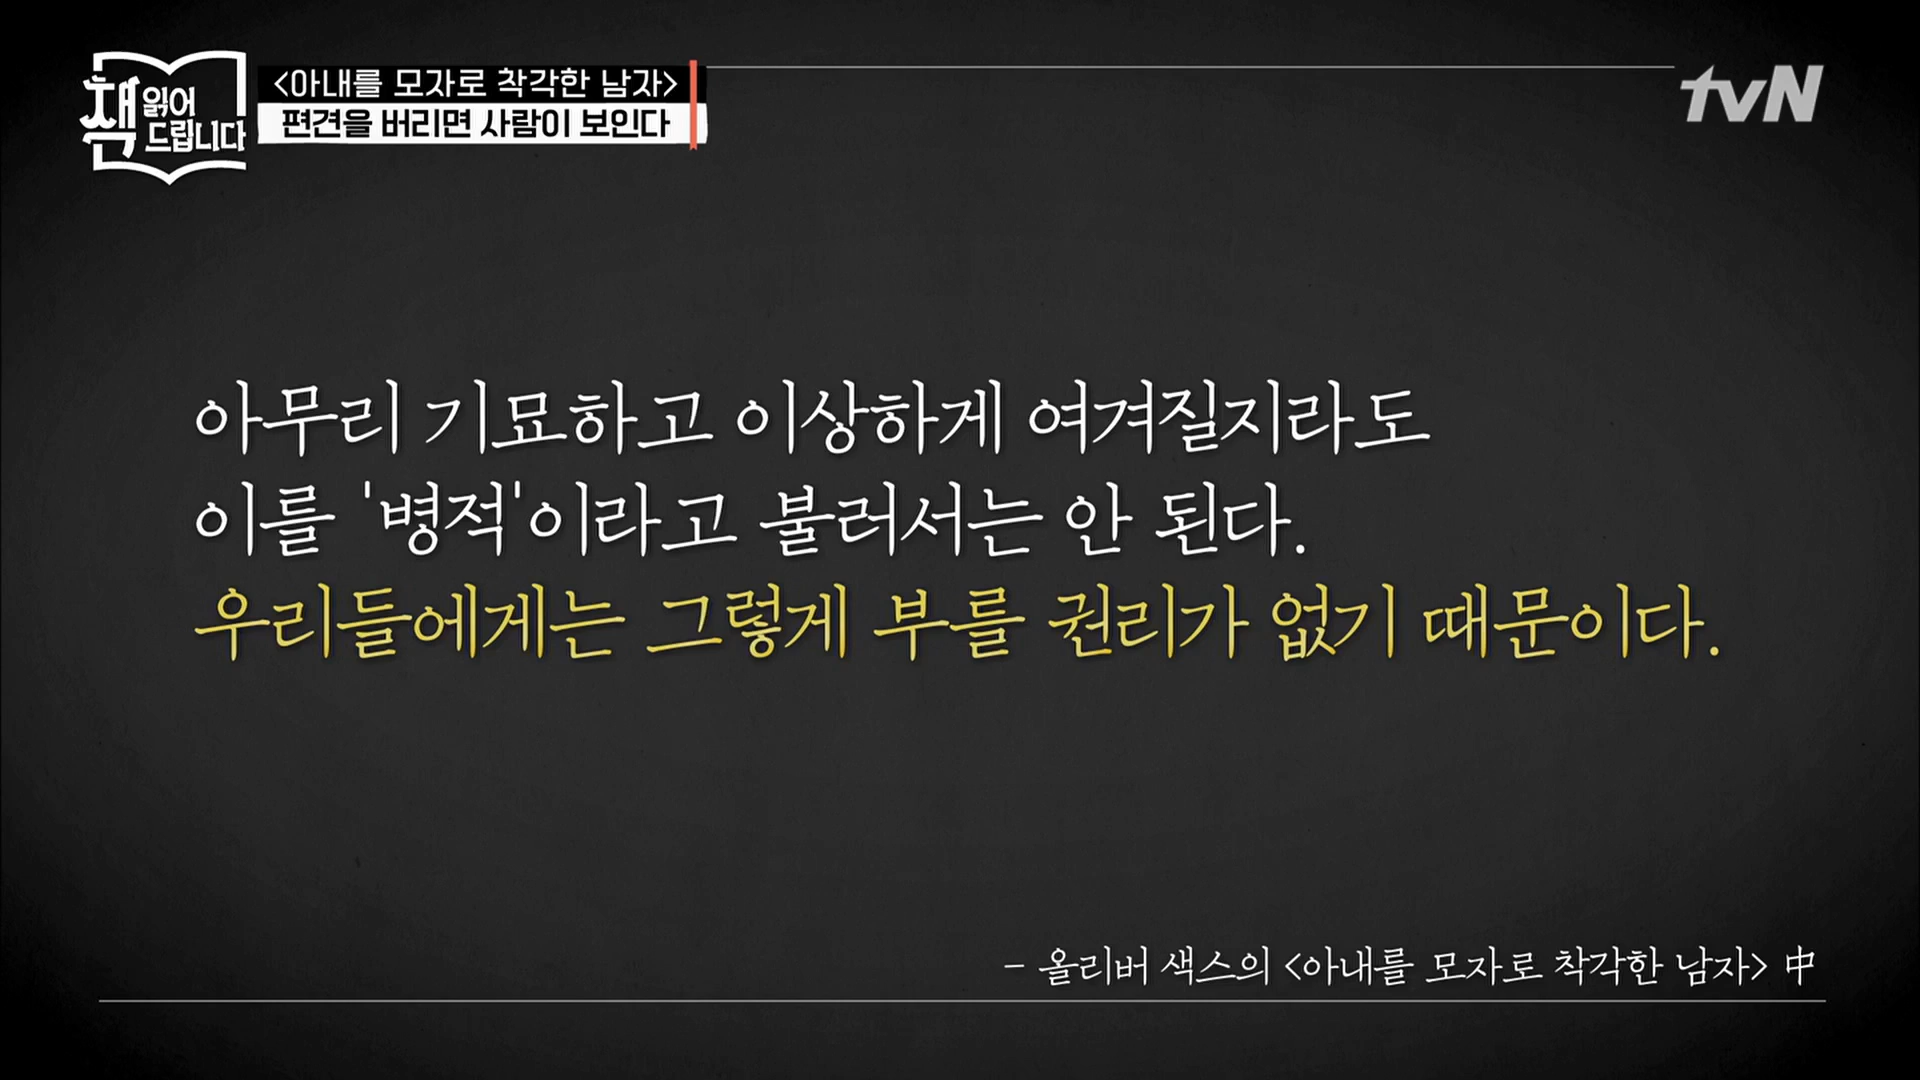 책 읽어
드립니다
<아내를 모자로 착각한 남자>
편견을 버리면 사람이 보인다
tvN
아무리 기묘하고 이상하게 여겨질지라도
이를 '병적'이라고 불러서는 안 된다.
우리들에게는 그렇게 부를 권리가 없기 때문이다.
- 올리버 색스의 <아내를 모자로 착각한 남자> 中